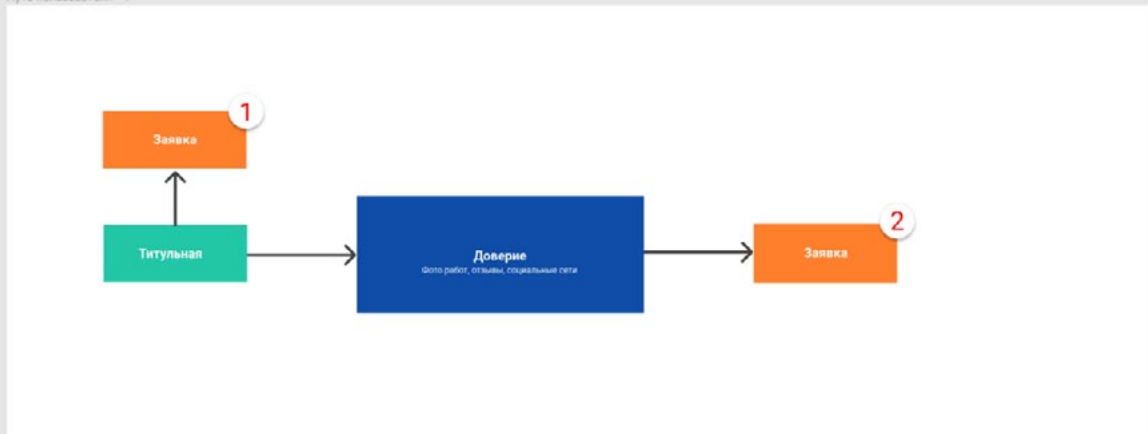 1
Заявка
Титульная
Доверие
Фото работ, отзывы, социальные сети
2
Заявка